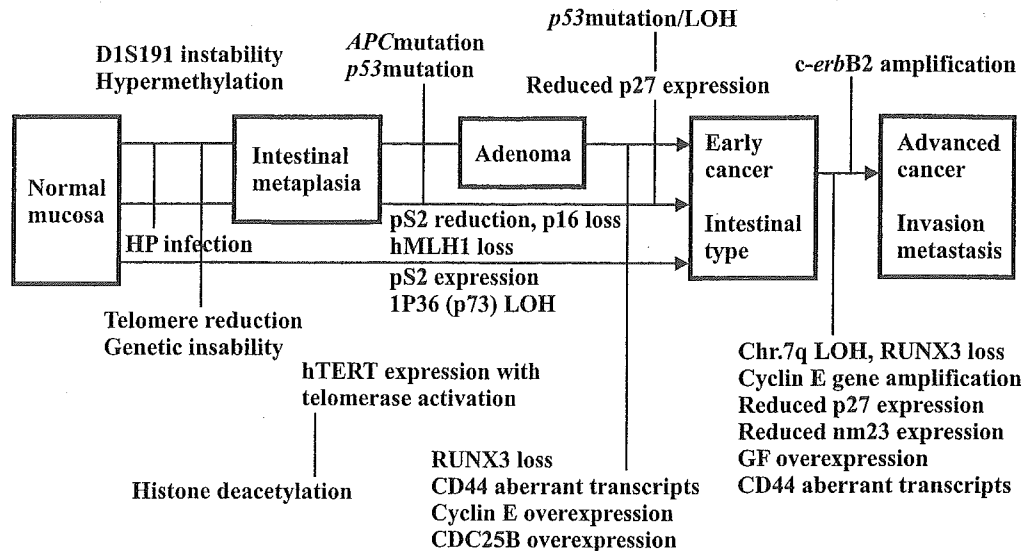 p53mutation/LOH
D1S191 instability
Hypermethylation
APCmutation
p53mutation
Reduced p27 expression
c-erbB2 amplification
Normal
mucosa
Intestinal
metaplasia
Adenoma
Early
cancer
Intestinal
type
Advanced
cancer
Invasion
metastasis
HP infection
pS2 reduction, p16 loss
hMLH1 loss
pS2 expression
1P36 (p73) LOH
Telomere reduction
Genetic insability
hTERT expression with
telomerase activation
Histone deacetylation
RUNX3 loss
CD44 aberrant transcripts
Cyclin E overexpression
CDC25B overexpression
Chr.7q LOH, RUNX3 loss
Cyclin E gene amplification
Reduced p27 expression
Reduced nm23 expression
GF overexpression
CD44 aberrant transcripts